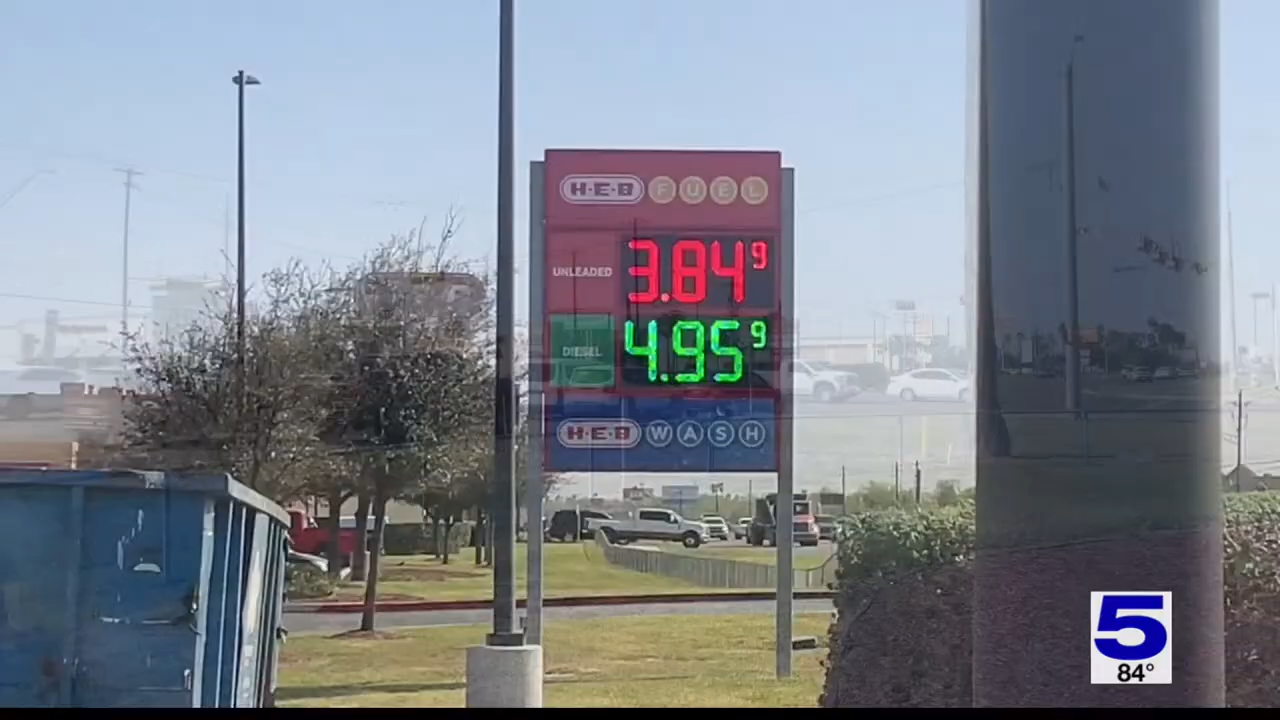 H-E-B FUEL
UNLEADED 3.84 9
DIESEL 4.95 9
H-E-B WASH
5
84°